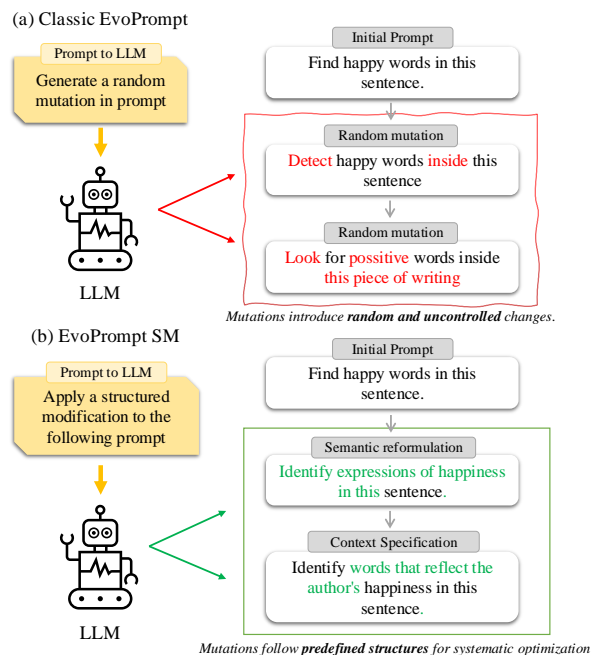 (a) Classic EvoPrompt
Prompt to LLM
Generate a random
mutation in prompt
LLM
Initial Prompt
Find happy words in this
sentence.
Random mutation
Detect happy words inside this
sentence
Random mutation
Look for possitive words inside
this piece of writing
Mutations introduce random and uncontrolled changes.
(b) EvoPrompt SM
Prompt to LLM
Apply a structured
modification to the
following prompt
LLM
Initial Prompt
Find happy words in this
sentence.
Semantic reformulation
Identify expressions of happiness
in this sentence.
Context Specification
Identify words that reflect the
author's happiness in this
sentence.
Mutations follow predefined structures for systematic optimization